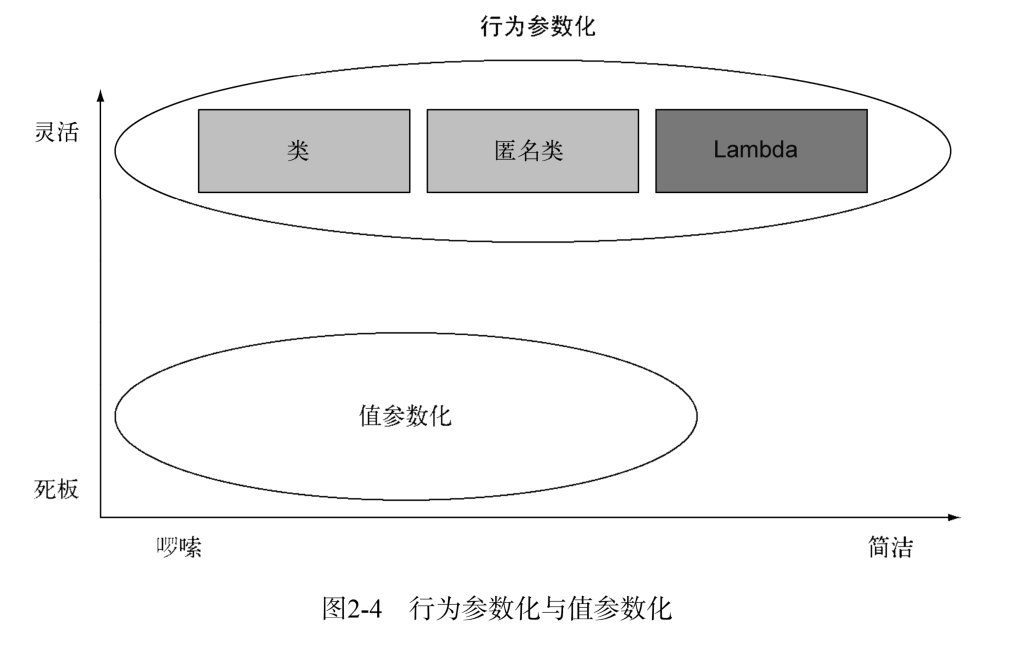 行为参数化
灵活
类
匿名类
Lambda
值参数化
死板
啰嗦
简洁
图2-4 行为参数化与值参数化